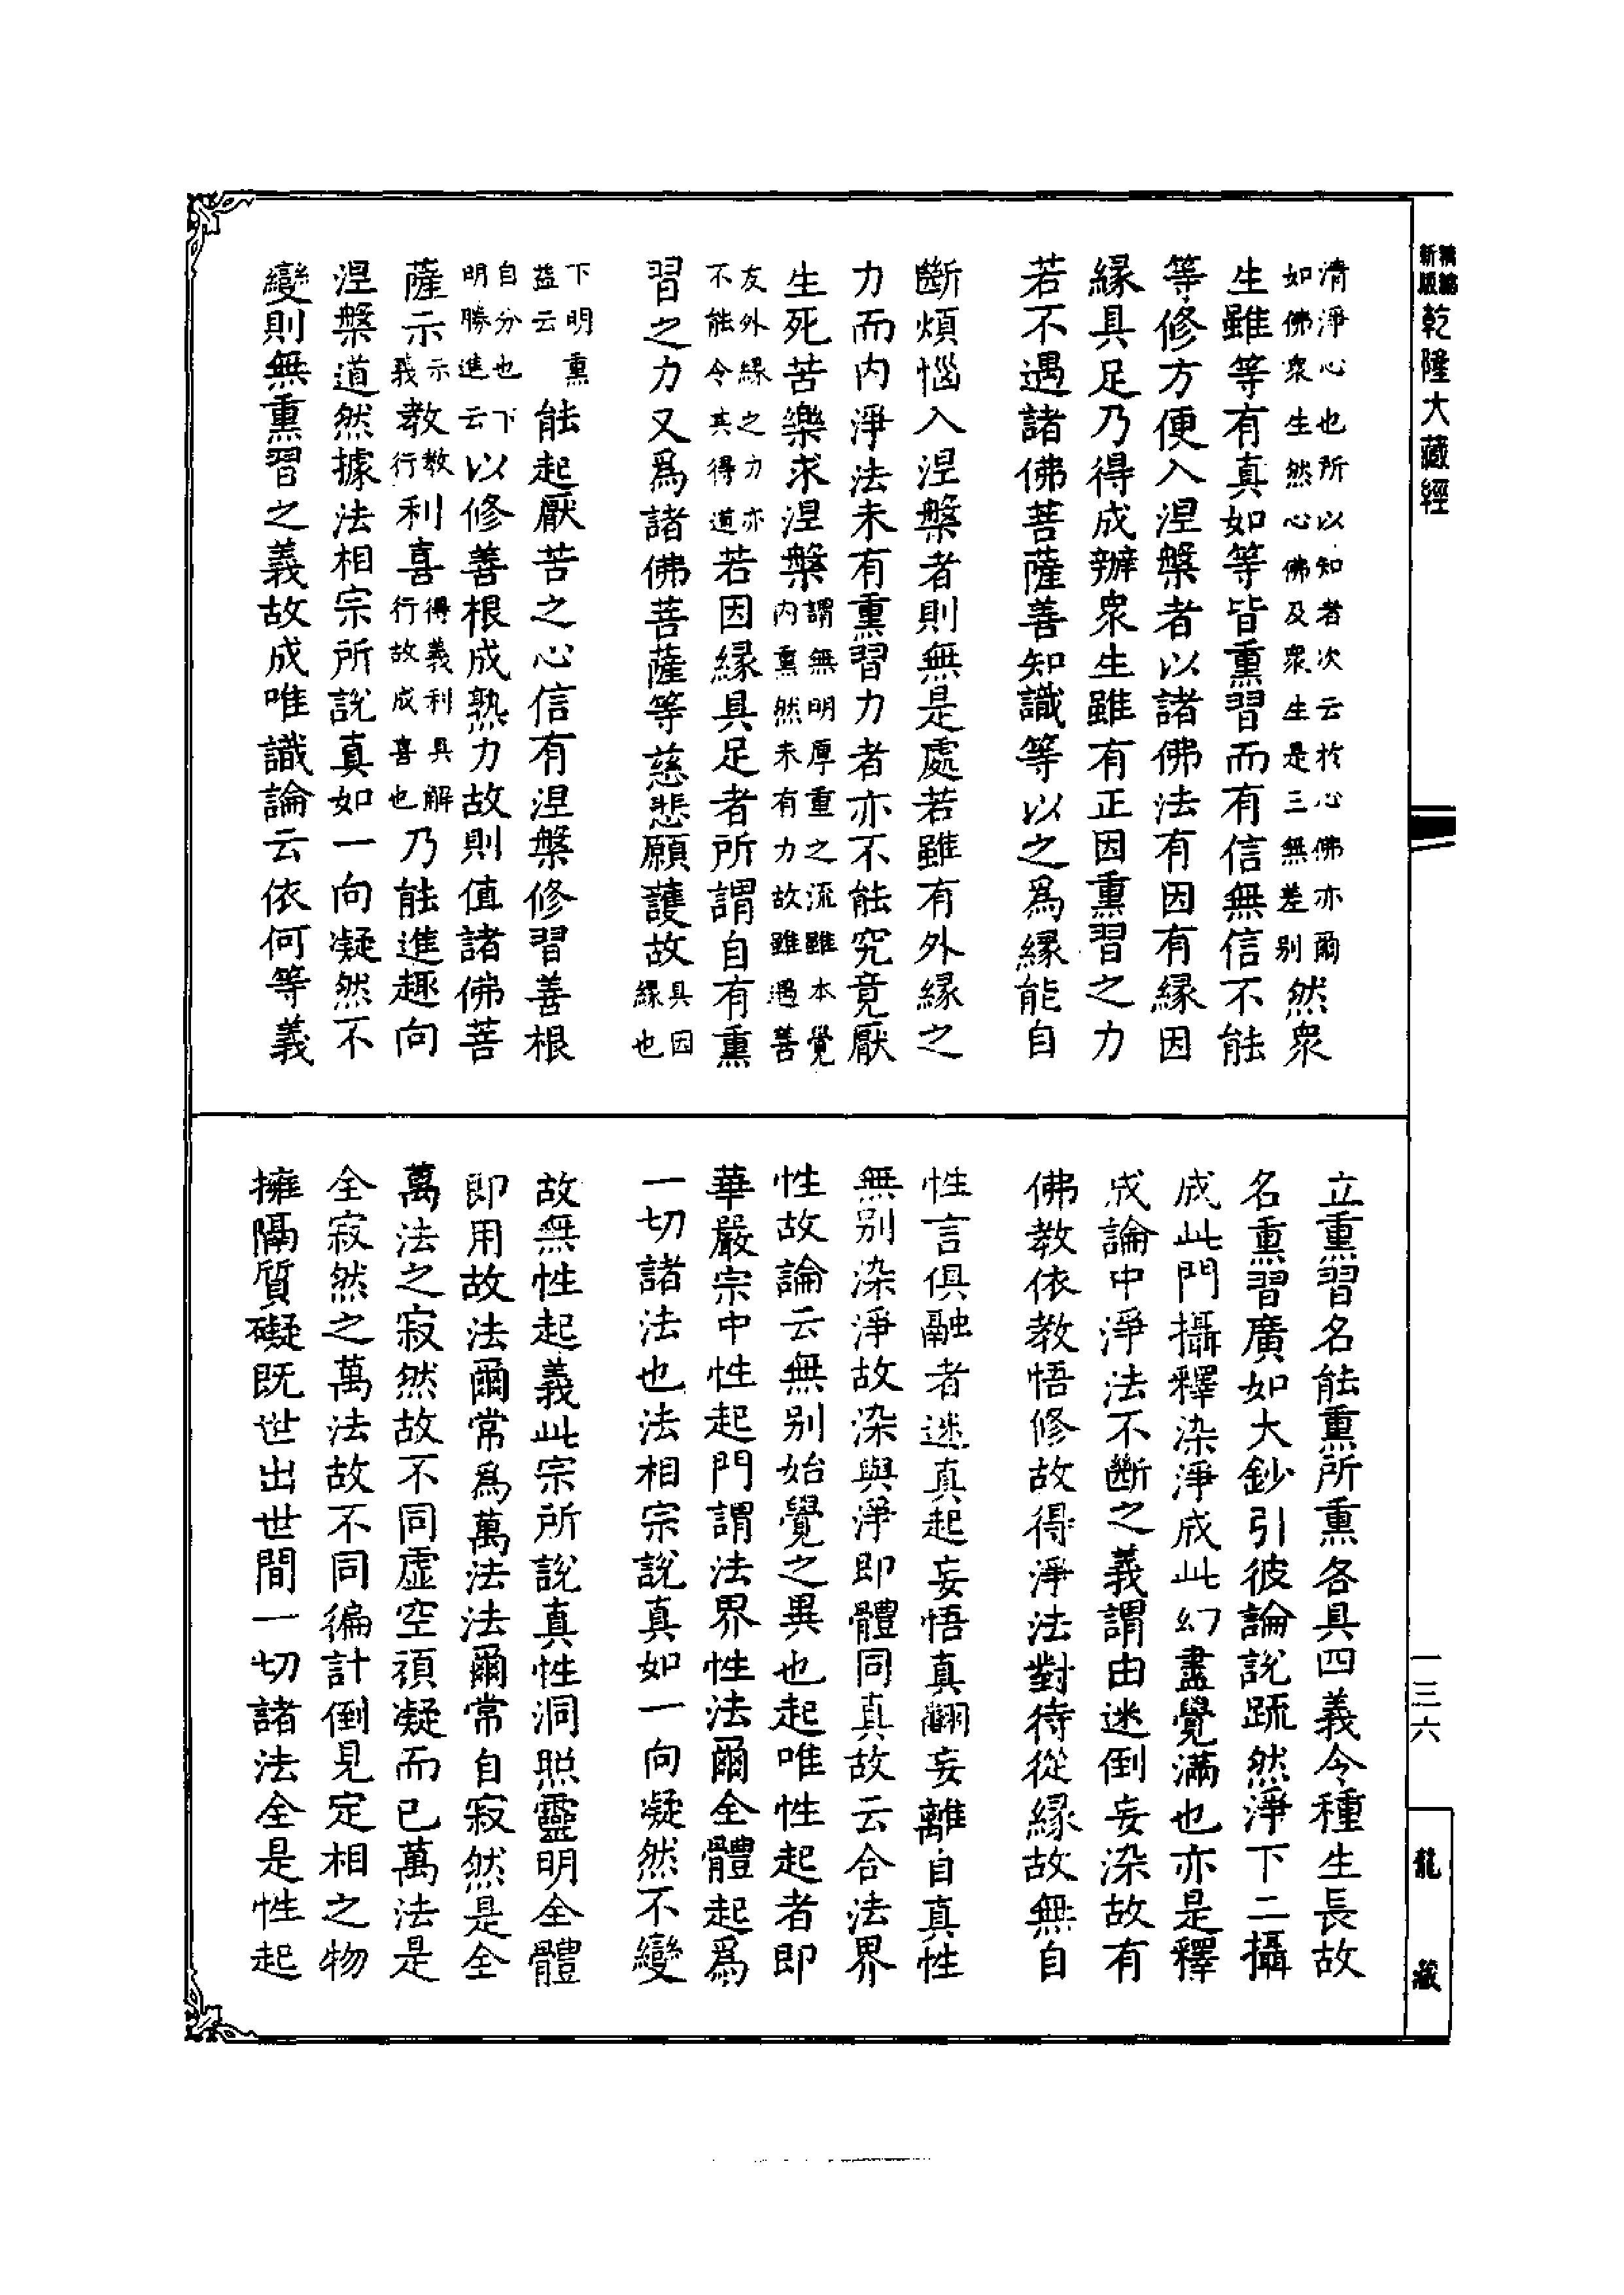 新版精縮
乾隆大藏經
清淨心也所以知者次云於心佛亦爾
如佛衆生然心佛及衆生是三無差别
然衆
生雖等有真如等皆熏習而有信無信不能
等修方便入涅槃者以諸佛法有因有縁因
縁具足乃得成辦衆生雖有正因熏習之力
若不遇諸佛菩薩善知識等以之爲縁能自
斷煩惱入涅槃者則無是處若雖有外縁之
力而内淨法未有熏習力者亦不能究竟厭
生死苦樂求涅槃
謂無明厚重之流雖本覺
内熏然未有力故雖遇善
友外縁之力亦
不能令其得道
若因縁具足者所謂自有熏
習之力又爲諸佛菩薩等慈悲願護故
具因
縁也
下明熏
益云
能起厭苦之心信有涅槃修習善根
自分也下
明勝進云
以修善根成熟力故則值諸佛菩
薩示
示
義
教
教
行
利喜
得義利具解
行故成喜也
乃能進趣向
涅槃道然據法相宗所說真如一向凝然不
變則無熏習之義故成唯識論云依何等義
立熏習名能熏所熏各具四義令種生長故
名熏習廣如大鈔引彼論說疏然淨下二攝
成此門攝釋染淨成此幻盡覺滿也亦是釋
成論中淨法不斷之義謂由迷倒妄染故有
佛教依教悟修故得淨法對待從縁故無自
性言俱融者迷真起妄悟真翻妄離自真性
無别染淨故染與淨即體同真故云合法界
性故論云無别始覺之異也起唯性起者即
華嚴宗中性起門謂法界性法爾全體起爲
一切諸法也法相宗說真如一向凝然不變
故無性起義此宗所說真性洞照靈明全體
即用故法爾常爲萬法法爾常自寂然是全
萬法之寂然故不同虛空頑凝而已萬法是
全寂然之萬法故不同徧計倒見定相之物
擁隔質礙既世出世間一切諸法全是性起
一三六
龍藏